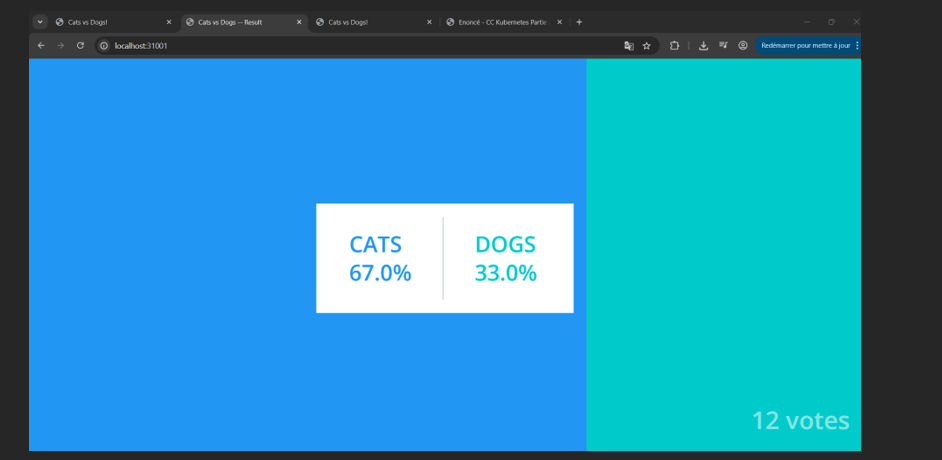 Cats vs Dogs!
Cats vs Dogs -- Result
Cats vs Dogs!
Enoncé - CC Kubernetes Partie
localhost:31001
Redémarrer pour mettre à jour
CATS
67.0%
DOGS
33.0%
12 votes